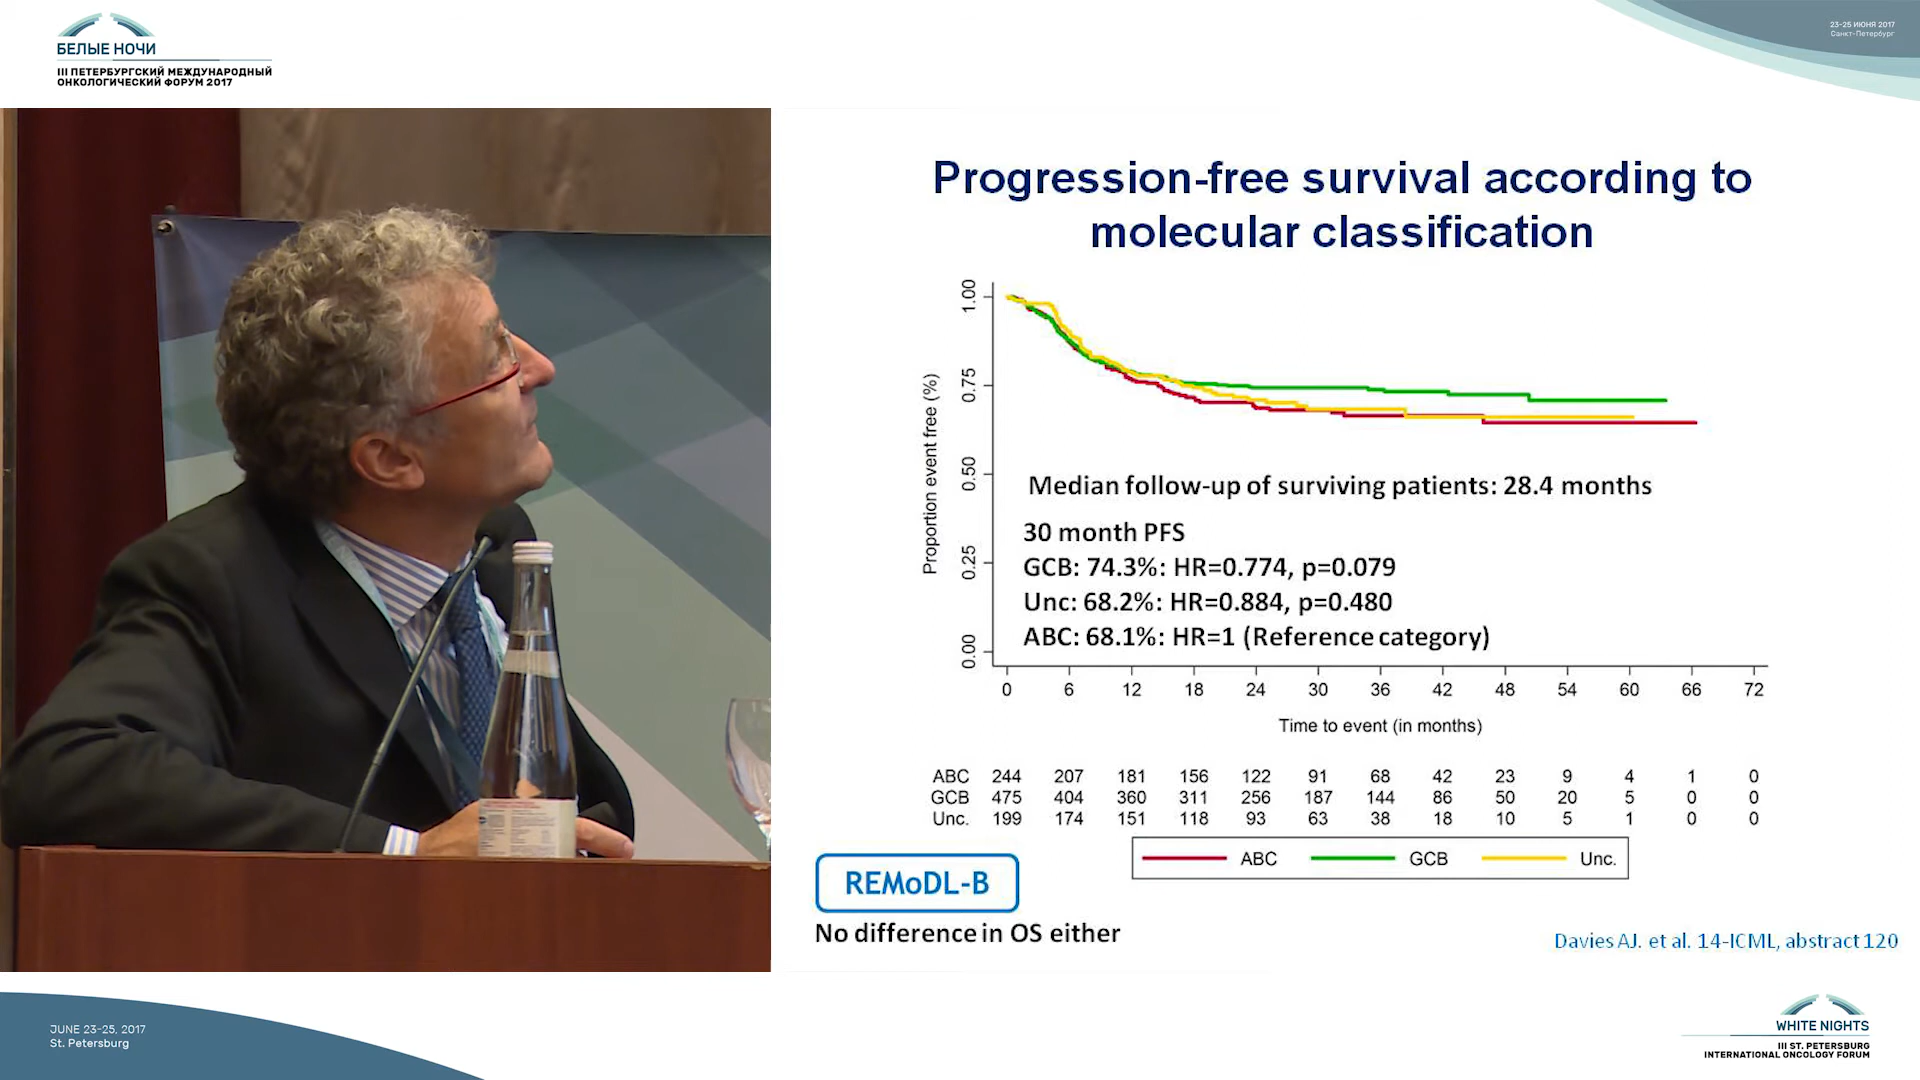 БЕЛЫЕ НОЧИ
III ПЕТЕРБУРГСКИЙ МЕЖДУНАРОДНЫЙ
ОНКОЛОГИЧЕСКИЙ ФОРУМ 2017
23-25 ИЮНЯ 2017
Санкт-Петербург
Progression-free survival according to
molecular classification
Proportion event free (%)
1.00
0.75
0.50
0.25
0.00
Median follow-up of surviving patients: 28.4 months
30 month PFS
GCB: 74.3%: HR=0.774, p=0.079
Unc: 68.2%: HR=0.884, p=0.480
ABC: 68.1%: HR=1 (Reference category)
0 6 12 18 24 30 36 42 48 54 60 66 72
Time to event (in months)
ABC 244 207 181 156 122 91 68 42 23 9 4 1 0
GCB 475 404 360 311 256 187 144 86 50 20 5 0 0
Unc. 199 174 151 118 93 63 38 18 10 5 1 0 0
ABC GCB Unc.
REMoDL-B
No difference in OS either
Davies AJ. et al. 14-ICML, abstract 120
JUNE 23-25, 2017
St. Petersburg
WHITE NIGHTS
III ST. PETERSBURG
INTERNATIONAL ONCOLOGY FORUM